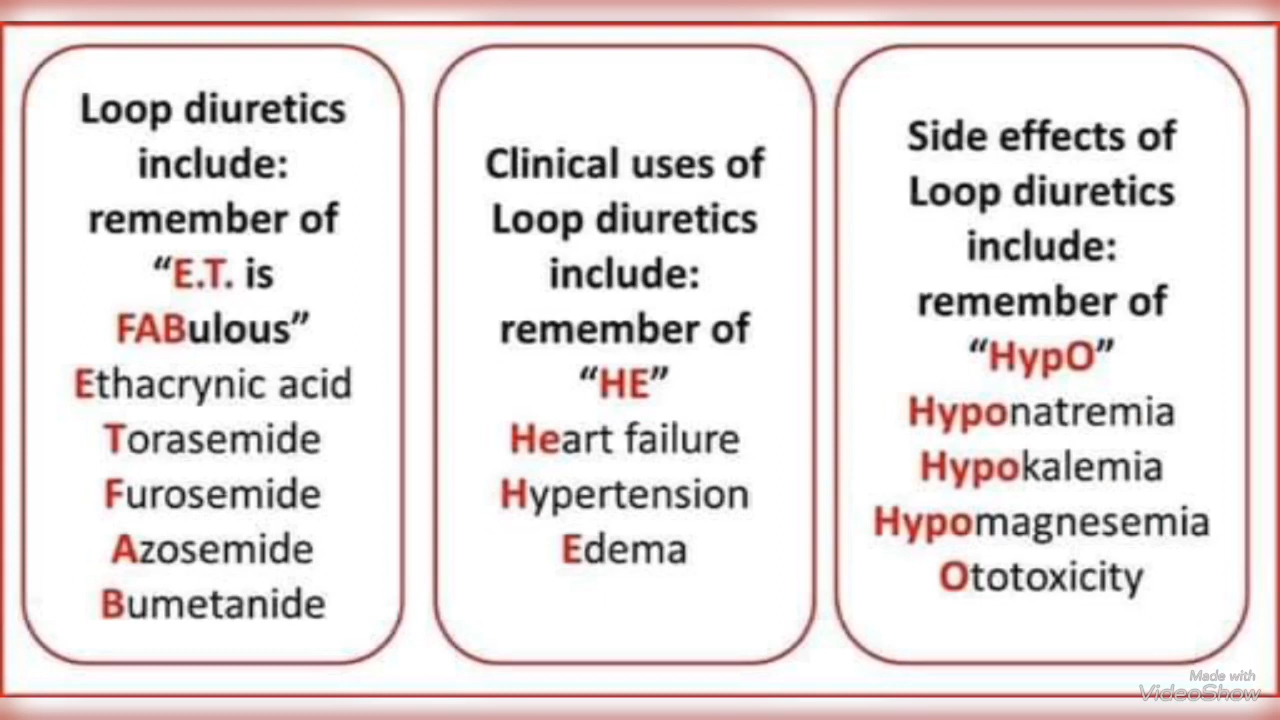 Loop diuretics
include:
remember of
“E.T. is
FABulous”
Ethacrynic acid
Torasemide
Furosemide
Azosemide
Bumetanide
Clinical uses of
Loop diuretics
include:
remember of
“HE”
Heart failure
Hypertension
Edema
Side effects of
Loop diuretics
include:
remember of
“HypO”
Hyponatremia
Hypokalemia
Hypomagnesemia
Ototoxicity
Made with
VideoShow